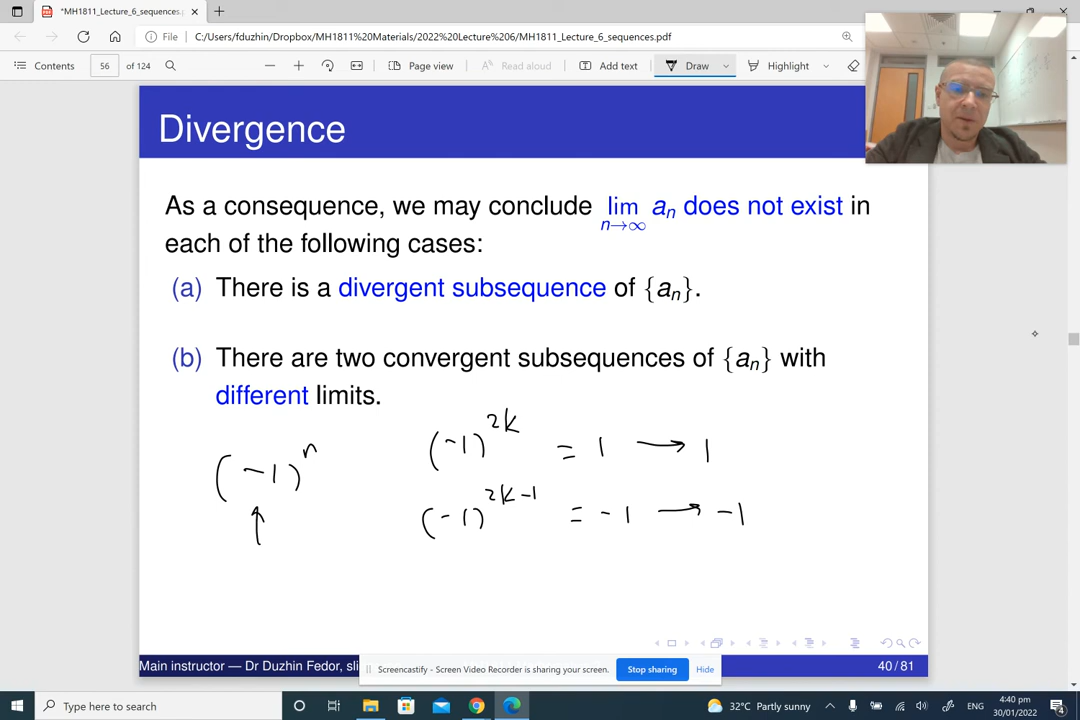 *MH1811_Lecture_6_sequences.p
File C:/Users/fduzhin/Dropbox/MH1811%20Materials/2022%20Lecture%206/MH1811_Lecture_6_sequences.pdf
Contents 56 of 124 Page view Read aloud Add text Draw Highlight
Divergence
As a consequence, we may conclude lim n→∞ aₙ does not exist in
each of the following cases:
(a) There is a divergent subsequence of {aₙ}.
(b) There are two convergent subsequences of {aₙ} with
different limits.
(-1)^n
(-1)^2k = 1 → 1
(-1)^2k-1 = -1 → -1
Main instructor — Dr Duzhin Fedor, sli
40/81
Screencastify - Screen Video Recorder is sharing your screen. Stop sharing Hide
Type here to search
32°C Partly sunny
ENG
4:40 pm
30/01/2022
4